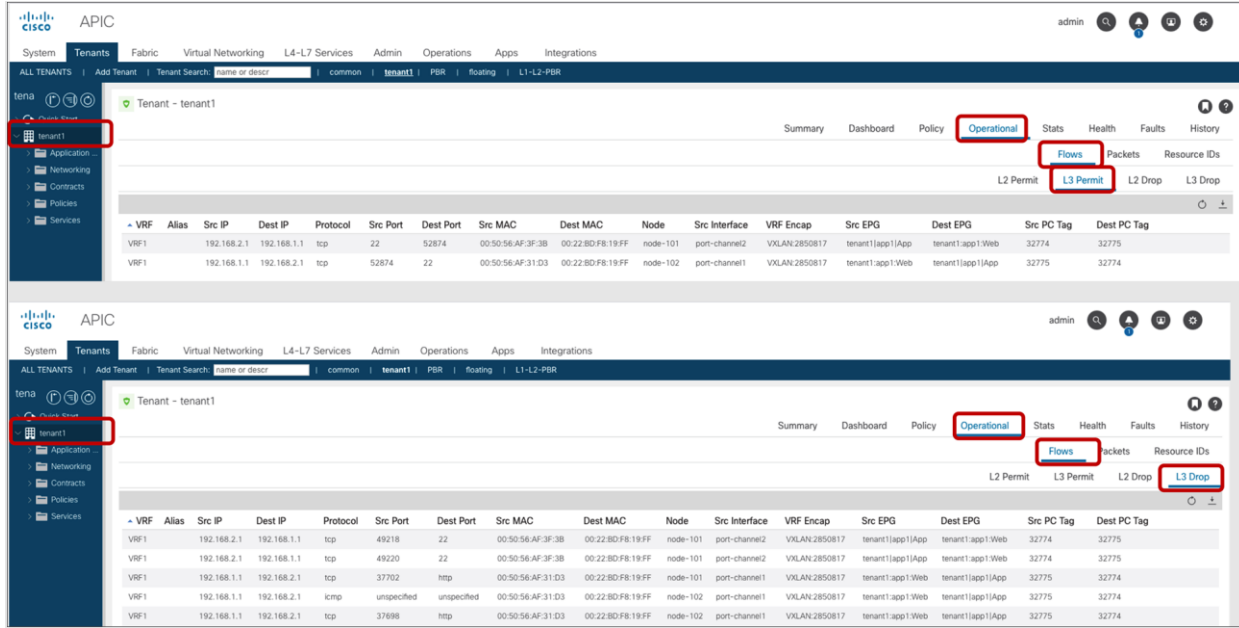 cisco APIC admin
1
System Tenants Fabric Virtual Networking L4-L7 Services Admin Operations Apps Integrations
ALL TENANTS | Add Tenant | Tenant Search: name or descr | common | tenant1 | PBR | floating | L1-L2-PBR
tena
Tenant - tenant1
Quick Start
Summary Dashboard Policy Operational Stats Health Faults History
tenant1
Application ...
Flows Packets Resource IDs
Networking
L2 Permit L3 Permit L2 Drop L3 Drop
Contracts
Policies
Services
VRF Alias Src IP Dest IP Protocol Src Port Dest Port Src MAC Dest MAC Node Src Interface VRF Encap Src EPG Dest EPG Src PC Tag Dest PC Tag
VRF1 192.168.2.1 192.168.1.1 tcp 22 52874 00:50:56:AF:3F:3B 00:22:BD:F8:19:FF node-101 port-channel2 VXLAN:2850817 tenant1|app1|App tenant1:app1:Web 32774 32775
VRF1 192.168.1.1 192.168.2.1 tcp 52874 22 00:50:56:AF:31:D3 00:22:BD:F8:19:FF node-102 port-channel1 VXLAN:2850817 tenant1:app1:Web tenant1|app1|App 32775 32774
cisco APIC admin
1
System Tenants Fabric Virtual Networking L4-L7 Services Admin Operations Apps Integrations
ALL TENANTS | Add Tenant | Tenant Search: name or descr | common | tenant1 | PBR | floating | L1-L2-PBR
tena
Tenant - tenant1
Quick Start
Summary Dashboard Policy Operational Stats Health Faults History
tenant1
Application ...
Flows Packets Resource IDs
Networking
L2 Permit L3 Permit L2 Drop L3 Drop
Contracts
Policies
Services
VRF Alias Src IP Dest IP Protocol Src Port Dest Port Src MAC Dest MAC Node Src Interface VRF Encap Src EPG Dest EPG Src PC Tag Dest PC Tag
VRF1 192.168.2.1 192.168.1.1 tcp 49218 22 00:50:56:AF:3F:3B 00:22:BD:F8:19:FF node-101 port-channel2 VXLAN:2850817 tenant1|app1|App tenant1:app1:Web 32774 32775
VRF1 192.168.2.1 192.168.1.1 tcp 49220 22 00:50:56:AF:3F:3B 00:22:BD:F8:19:FF node-101 port-channel2 VXLAN:2850817 tenant1|app1|App tenant1:app1:Web 32774 32775
VRF1 192.168.1.1 192.168.2.1 tcp 37702 http 00:50:56:AF:31:D3 00:22:BD:F8:19:FF node-101 port-channel1 VXLAN:2850817 tenant1:app1:Web tenant1|app1|App 32775 32774
VRF1 192.168.1.1 192.168.2.1 icmp unspecified unspecified 00:50:56:AF:31:D3 00:22:BD:F8:19:FF node-102 port-channel1 VXLAN:2850817 tenant1:app1:Web tenant1|app1|App 32775 32774
VRF1 192.168.1.1 192.168.2.1 tcp 37698 http 00:50:56:AF:31:D3 00:22:BD:F8:19:FF node-102 port-channel1 VXLAN:2850817 tenant1:app1:Web tenant1|app1|App 32775 32774